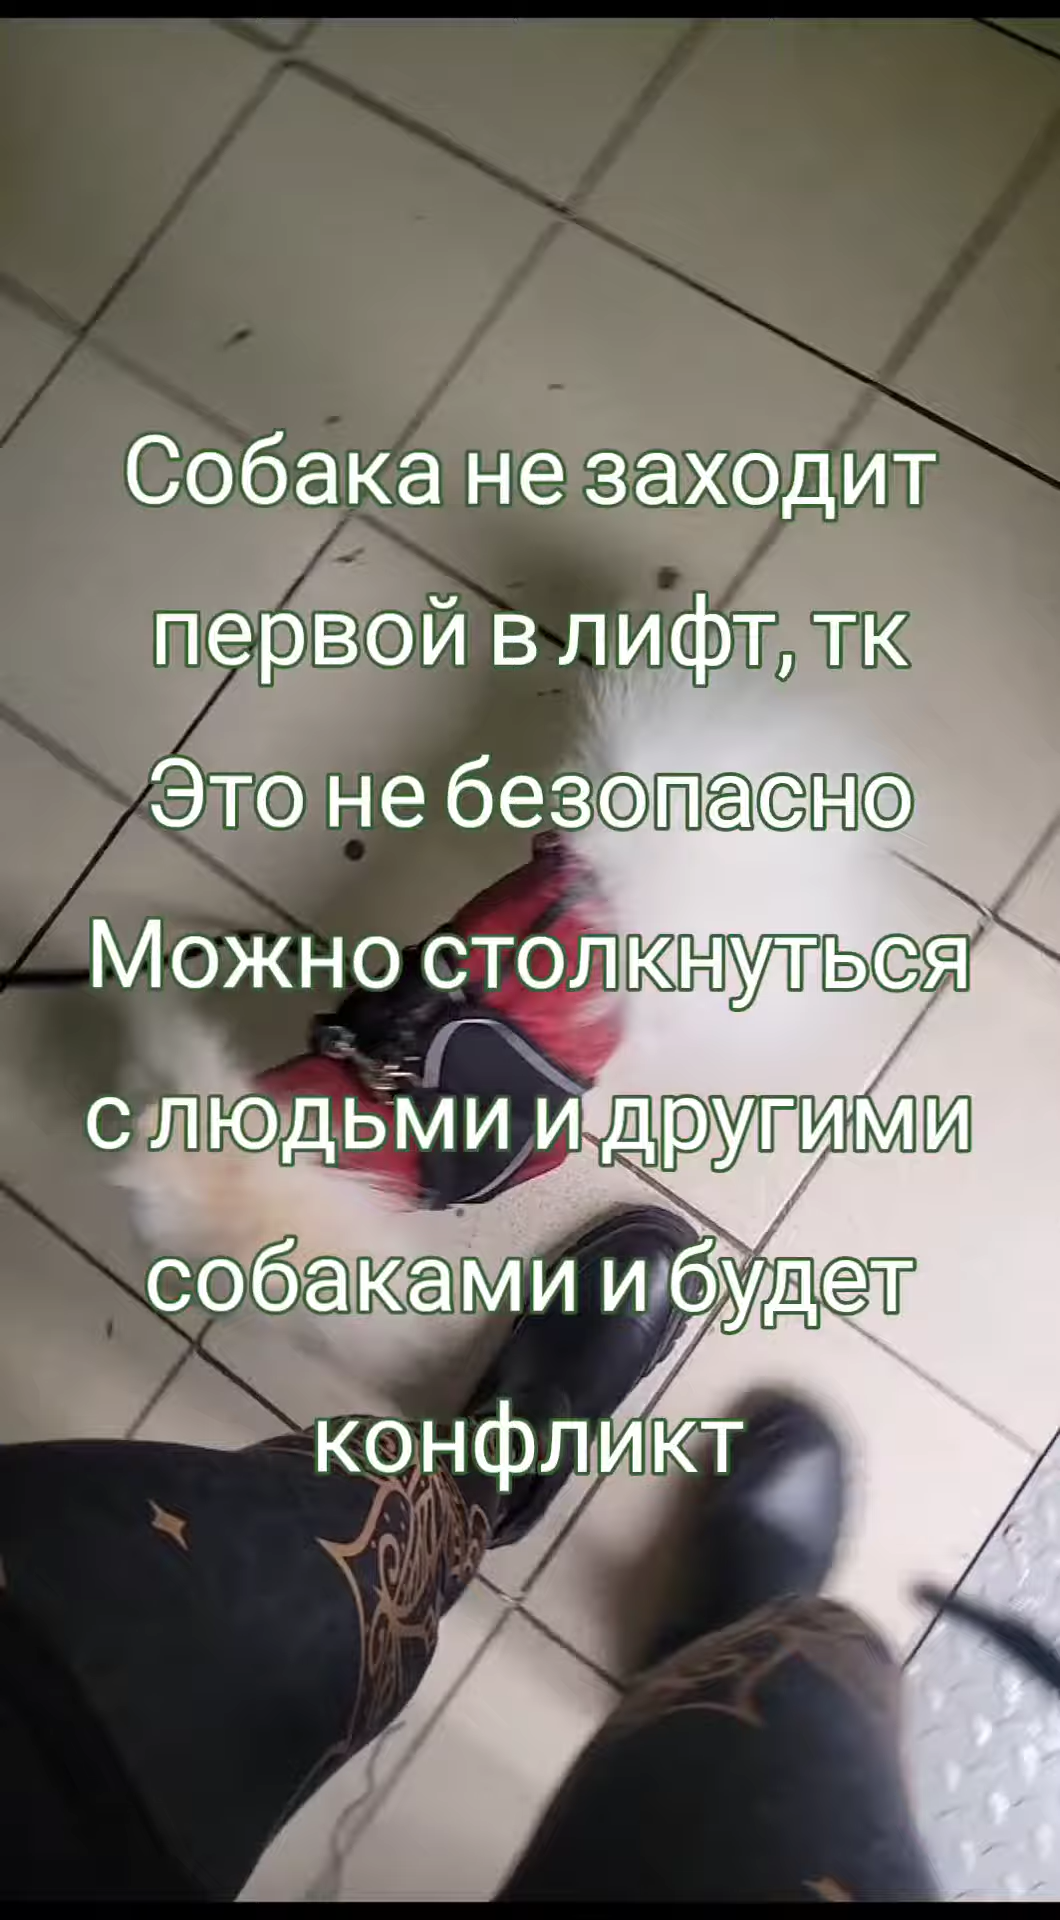 Собака не заходит
первой в лифт, тк
Это не безопасно
Можно столкнуться
с людьми и другими
собаками и будет
конфликт